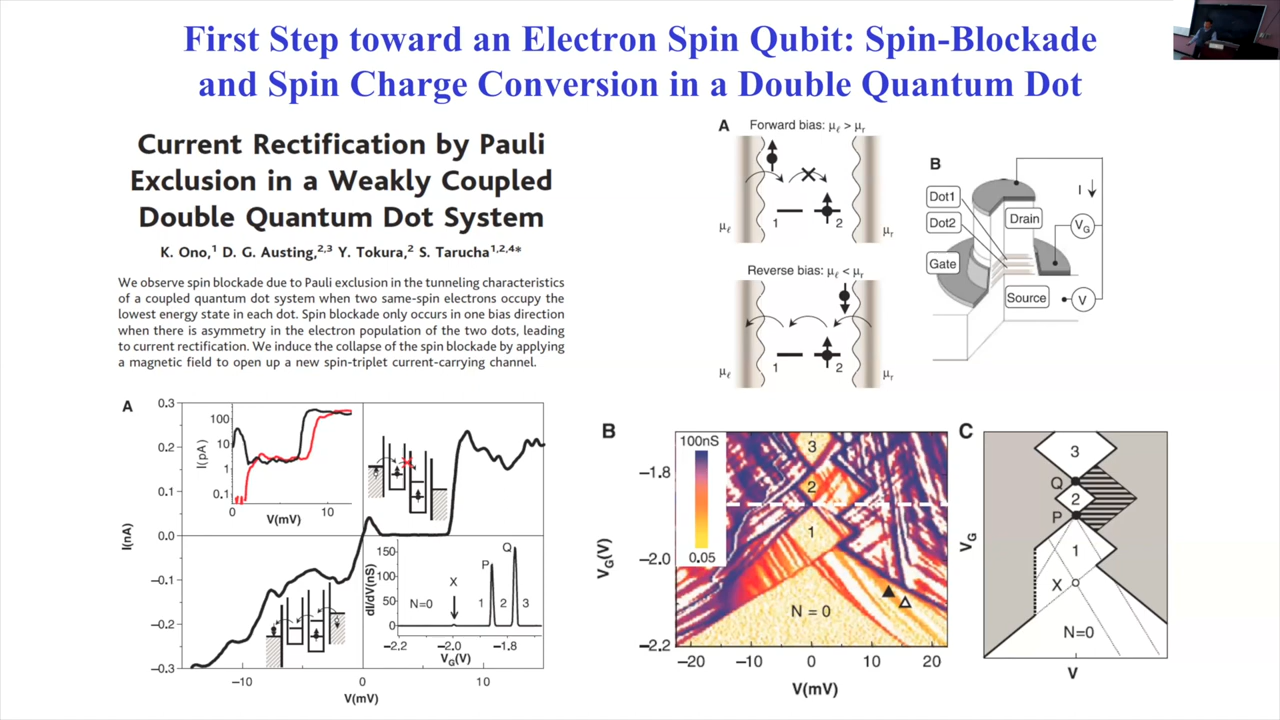 First Step toward an Electron Spin Qubit: Spin-Blockade
and Spin Charge Conversion in a Double Quantum Dot
Current Rectification by Pauli
Exclusion in a Weakly Coupled
Double Quantum Dot System
K. Ono,¹ D. G. Austing,²,³ Y. Tokura,² S. Tarucha¹,²,⁴*
We observe spin blockade due to Pauli exclusion in the tunneling characteristics
of a coupled quantum dot system when two same-spin electrons occupy the
lowest energy state in each dot. Spin blockade only occurs in one bias direction
when there is asymmetry in the electron population of the two dots, leading
to current rectification. We induce the collapse of the spin blockade by applying
a magnetic field to open up a new spin-triplet current-carrying channel.
A
Forward bias: μℓ > μr
1
2
μℓ
μr
Reverse bias: μℓ < μr
1
2
μℓ
μr
B
Dot1
Dot2
Gate
Drain
Source
I
VG
V
A
0.3
0.2
0.1
0.0
−0.1
−0.2
−0.3
I(nA)
−10
0
10
V(mV)
100
10
1
0.1
I(pA)
0
10
V(mV)
150
100
50
0
dI/dV(nS)
N=0
X
P
Q
1
2
3
-2.2
-2.0
-1.8
VG(V)
B
100nS
0.05
−1.8
−2.0
−2.2
VG(V)
3
2
1
N = 0
−20
−10
0
10
20
V(mV)
C
3
Q
2
P
1
X
N=0
VG
V